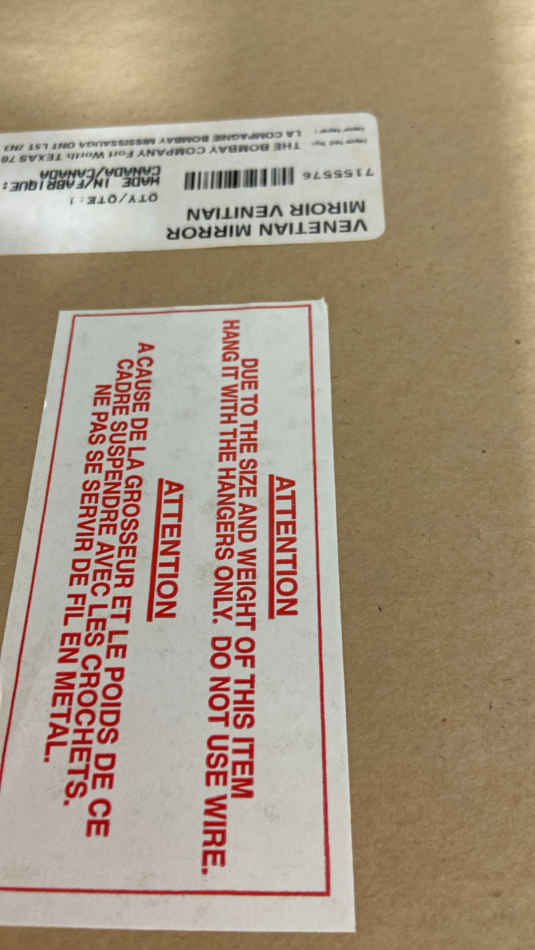 VENETIAN MIRROR
MIROIR VENITIAN
QTY/QTE:1
7155576
MADE IN/FABRIQUE:
CANADA/CANADA
THE BOMBAY COMPANY Fort Worth TEXAS 76
LA COMPAGNIE BOMBAY MISSISSAUGA ONT L5T 2N3
ATTENTION
DUE TO THE SIZE AND WEIGHT OF THIS ITEM
HANG IT WITH THE HANGERS ONLY. DO NOT USE WIRE.
ATTENTION
A CAUSE DE LA GROSSEUR ET LE POIDS DE CE
CADRE SUSPENDRE AVEC LES CROCHETS.
NE PAS SE SERVIR DE FIL EN METAL.